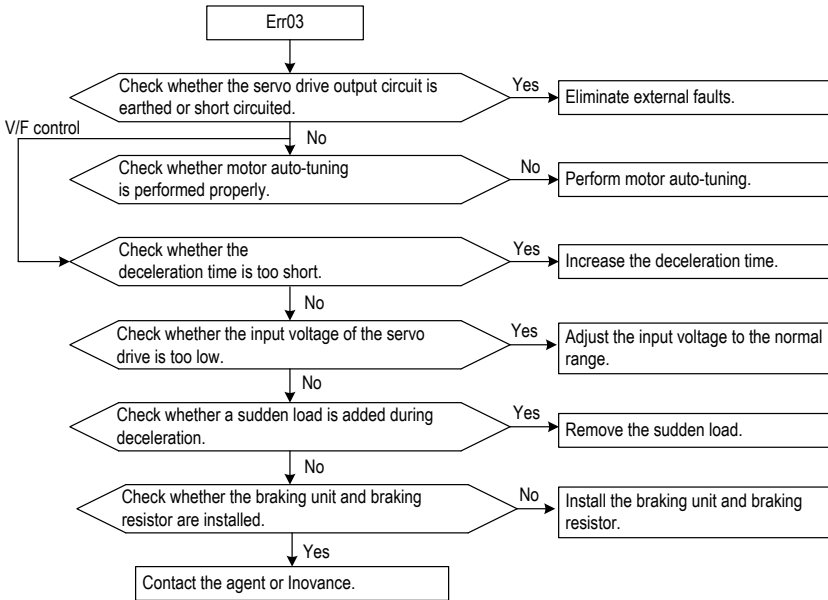 Err03
Check whether the servo drive output circuit is
earthed or short circuited.
Yes
Eliminate external faults.
V/F control
No
Check whether motor auto-tuning
is performed properly.
No
Perform motor auto-tuning.
Check whether the
deceleration time is too short.
Yes
Increase the deceleration time.
No
Check whether the input voltage of the servo
drive is too low.
Yes
Adjust the input voltage to the normal
range.
No
Check whether a sudden load is added during
deceleration.
Yes
Remove the sudden load.
No
Check whether the braking unit and braking
resistor are installed.
No
Install the braking unit and braking
resistor.
Yes
Contact the agent or Inovance.